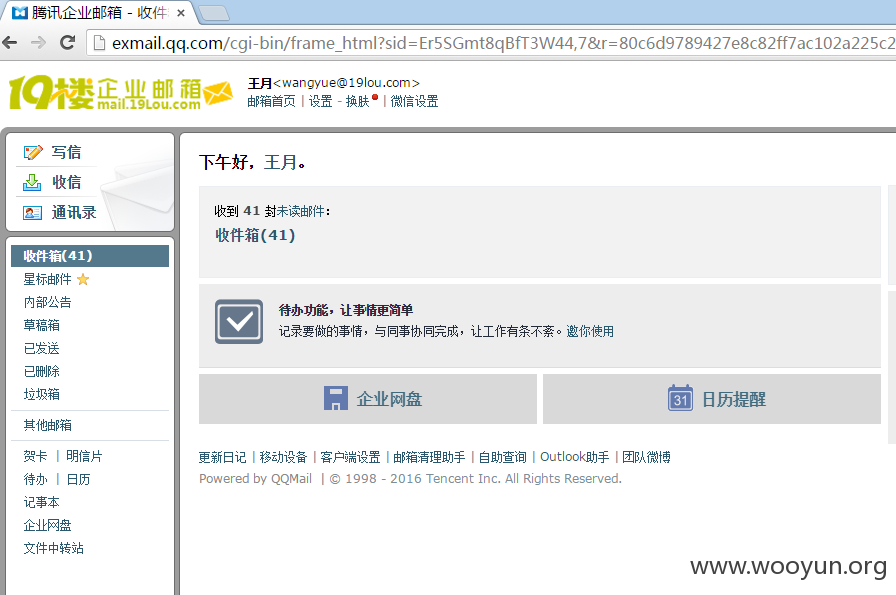 腾讯企业邮箱 - 收件
exmail.qq.com/cgi-bin/frame_html?sid=Er5SGmt8qBfT3W44,7&r=80c6d9789427e8c82ff7ac102a225c2
19楼企业邮箱
mail.19Lou.com
王月<wangyue@19lou.com>
邮箱首页 | 设置 - 换肤 | 微信设置
写信
收信
通讯录
收件箱(41)
星标邮件
内部公告
草稿箱
已发送
已删除
垃圾箱
其他邮箱
贺卡 | 明信片
待办 | 日历
记事本
企业网盘
文件中转站
下午好，王月。
收到 41 封未读邮件：
收件箱(41)
待办功能，让事情更简单
记录要做的事情，与同事协同完成，让工作有条不紊。邀你使用
企业网盘
31 日历提醒
更新日记 | 移动设备 | 客户端设置 | 邮箱清理助手 | 自助查询 | Outlook助手 | 团队微博
Powered by QQMail | © 1998 - 2016 Tencent Inc. All Rights Reserved.
www.wooyun.org